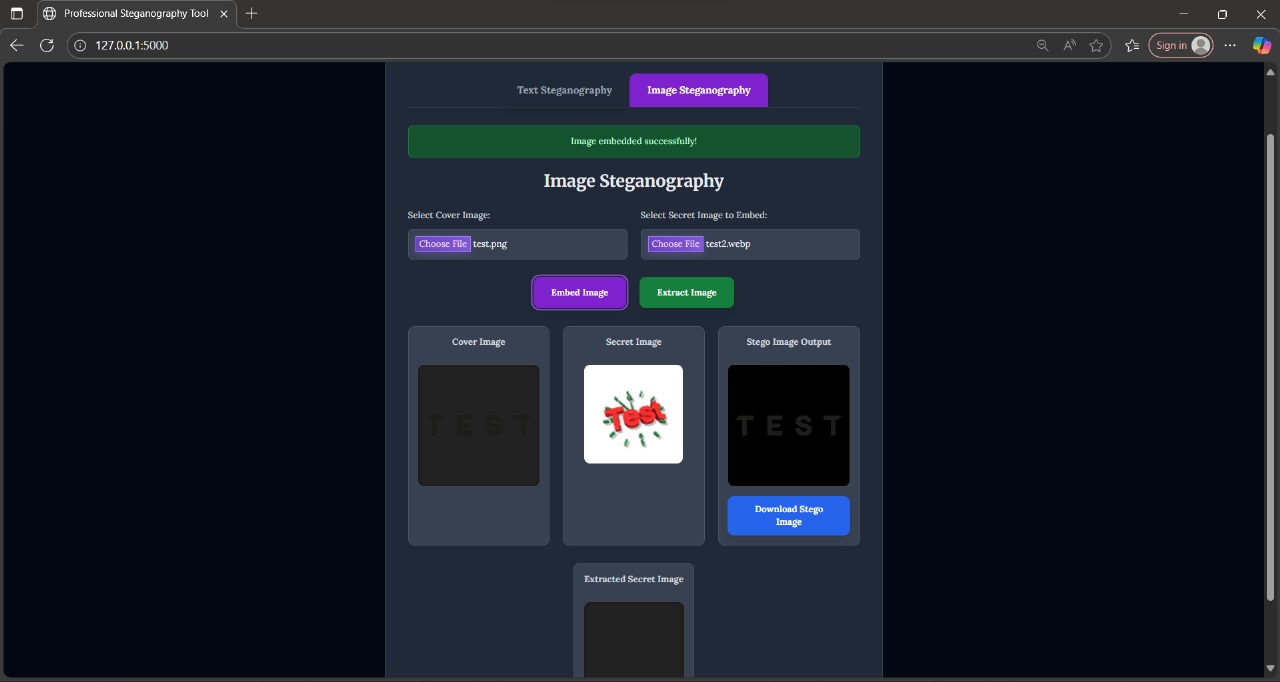 Professional Steganography Tool
127.0.0.1:5000
Sign in
Text Steganography
Image Steganography
Image embedded successfully!
Image Steganography
Select Cover Image:
Select Secret Image to Embed:
Choose File test.png
Choose File test2.webp
Embed Image
Extract Image
Cover Image
Secret Image
Stego Image Output
TEST
Test
TEST
Download Stego
Image
Extracted Secret Image